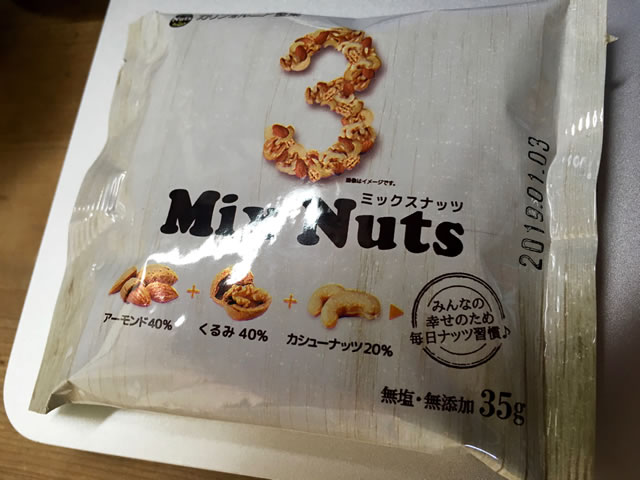 Nuts
3
画像はイメージです。
ミックスナッツ
Mix Nuts
2019.01.03
アーモンド40%
+
くるみ 40%
+
カシューナッツ20%
みんなの
幸せのため
毎日ナッツ習慣♪
無塩・無添加 35g